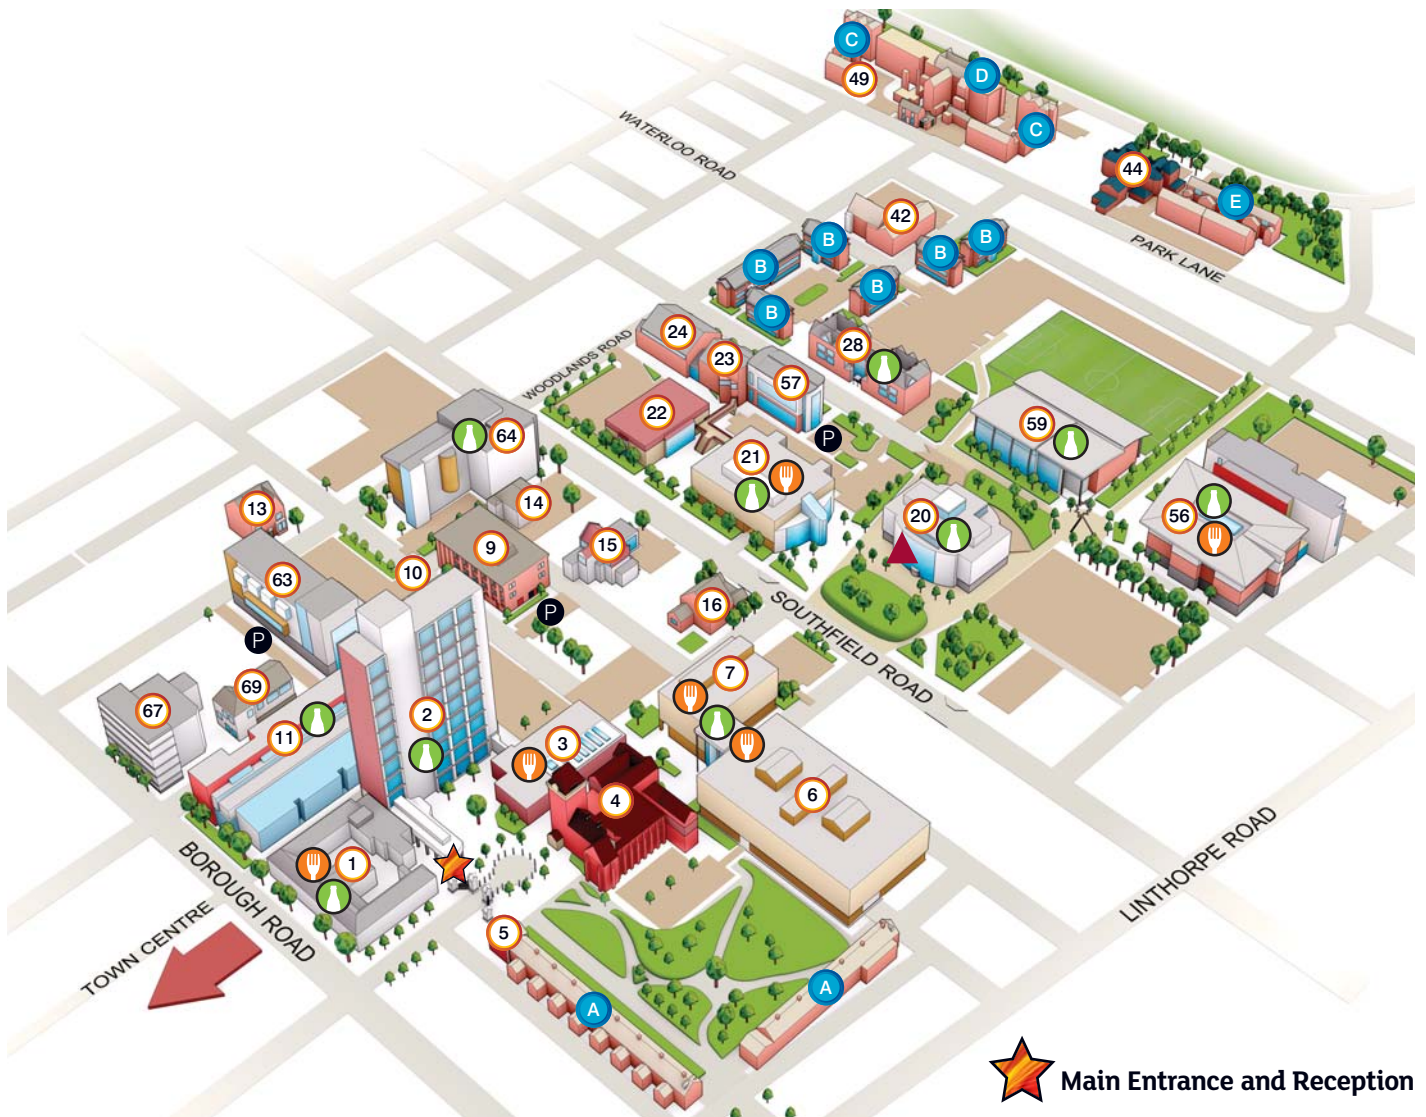 C
D
49
C
WATERLOO ROAD
44
E
42
B
B
B
PARK LANE
B
B
B
24
23
28
WOODLANDS ROAD
57
22
59
64
21
P
13
14
20
56
9
15
10
63
16
P
SOUTHFIELD ROAD
P
7
69
67
2
11
3
6
4
LINTHORPE ROAD
1
BOROUGH ROAD
TOWN CENTRE
5
A
A
Main Entrance and Reception